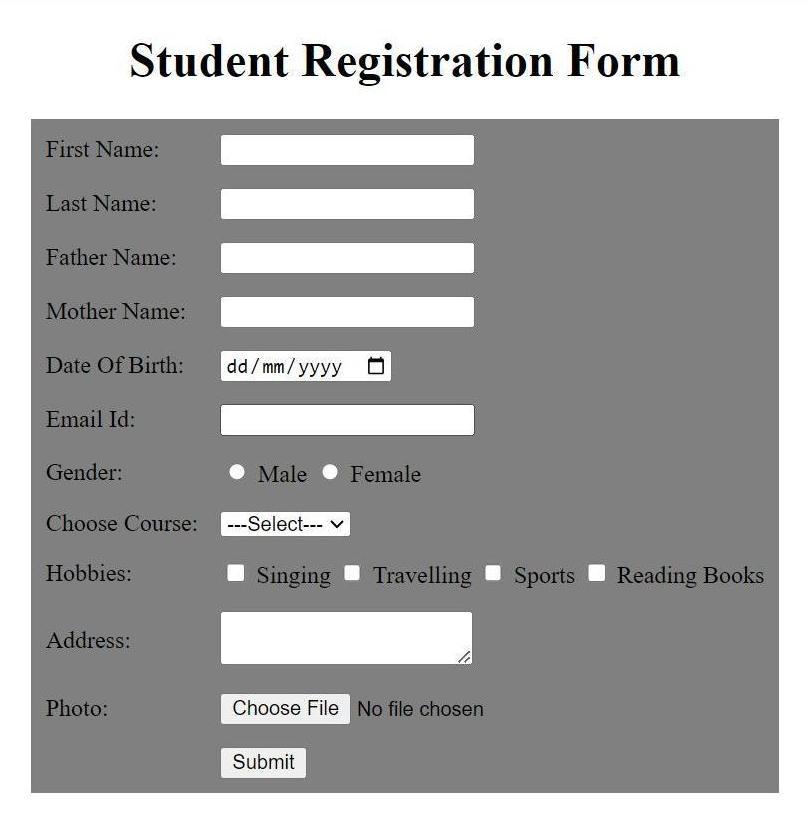 Student Registration Form
First Name:
Last Name:
Father Name:
Mother Name:
Date Of Birth: dd/mm/yyyy
Email Id:
Gender: Male Female
Choose Course: ---Select---
Hobbies: Singing Travelling Sports Reading Books
Address:
Photo: Choose File No file chosen
Submit